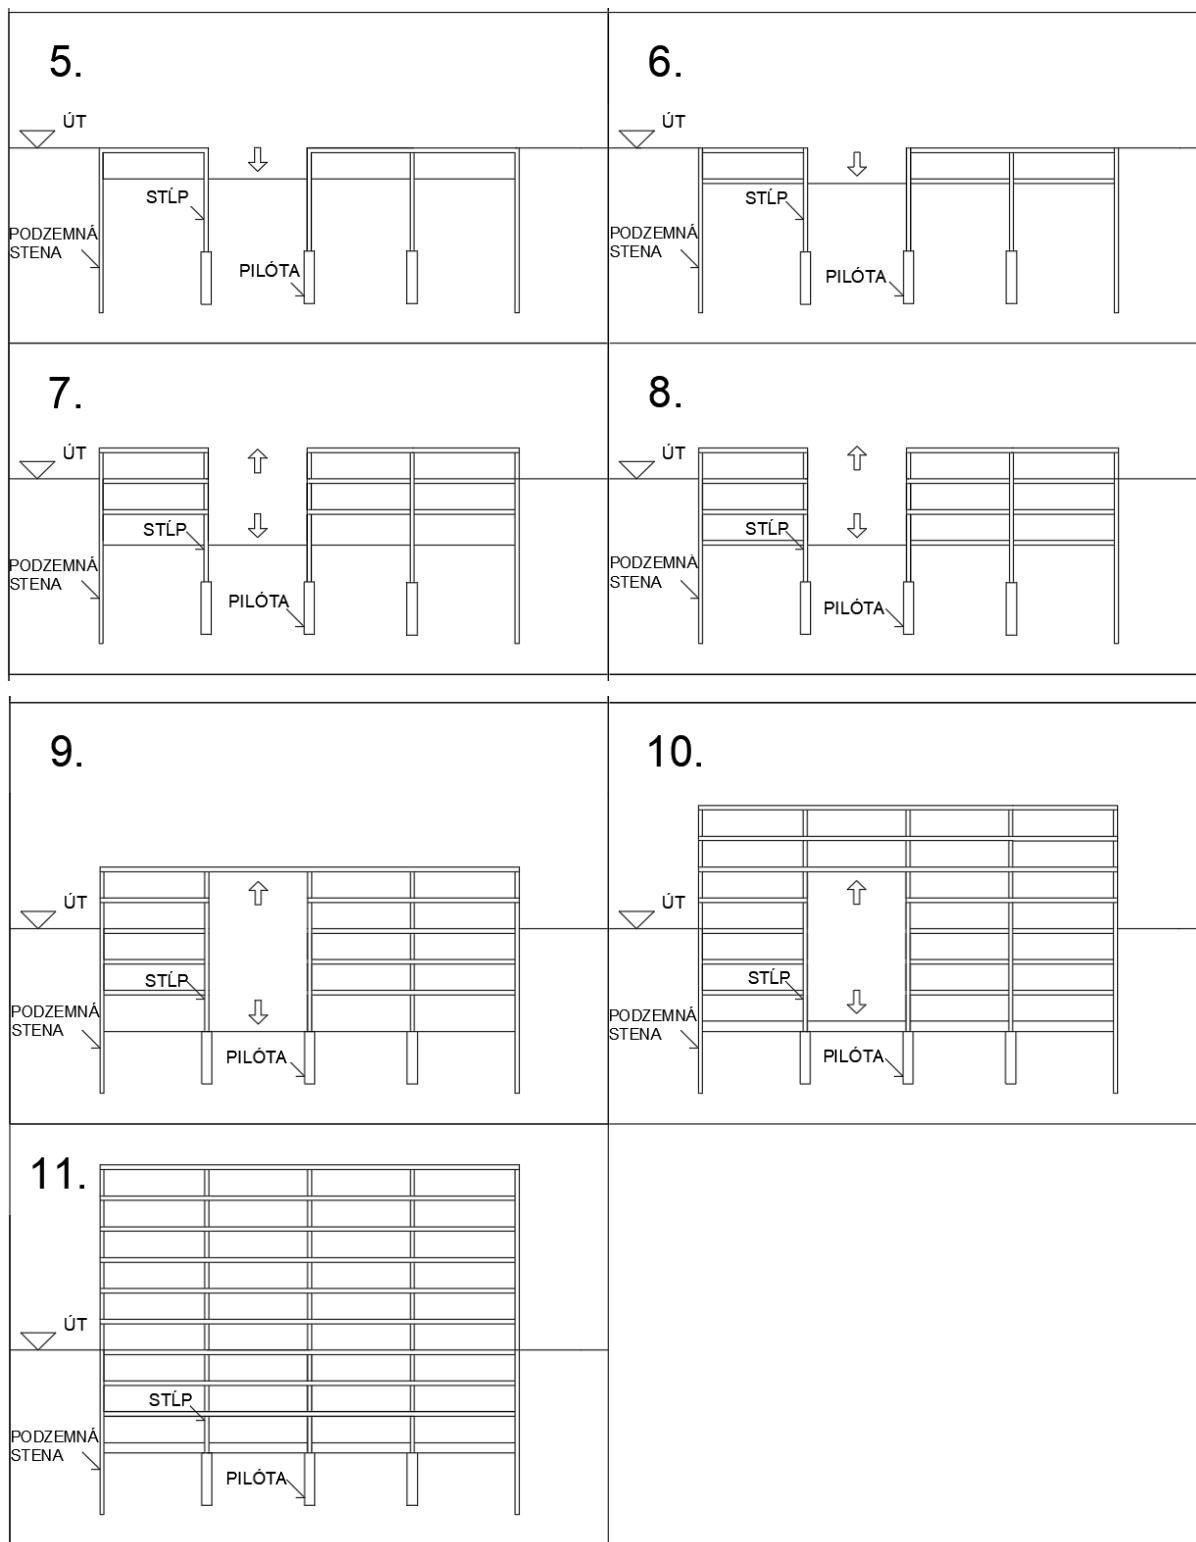 5.
ÚT
STĹP
PODZEMNÁ
STENA
PILÓTA
6.
ÚT
STĹP
PODZEMNÁ
STENA
PILÓTA
7.
ÚT
STĹP
PODZEMNÁ
STENA
PILÓTA
8.
ÚT
STĹP
PODZEMNÁ
STENA
PILÓTA
9.
ÚT
STĹP
PODZEMNÁ
STENA
PILÓTA
10.
ÚT
STĹP
PODZEMNÁ
STENA
PILÓTA
11.
ÚT
STĹP
PODZEMNÁ
STENA
PILÓTA